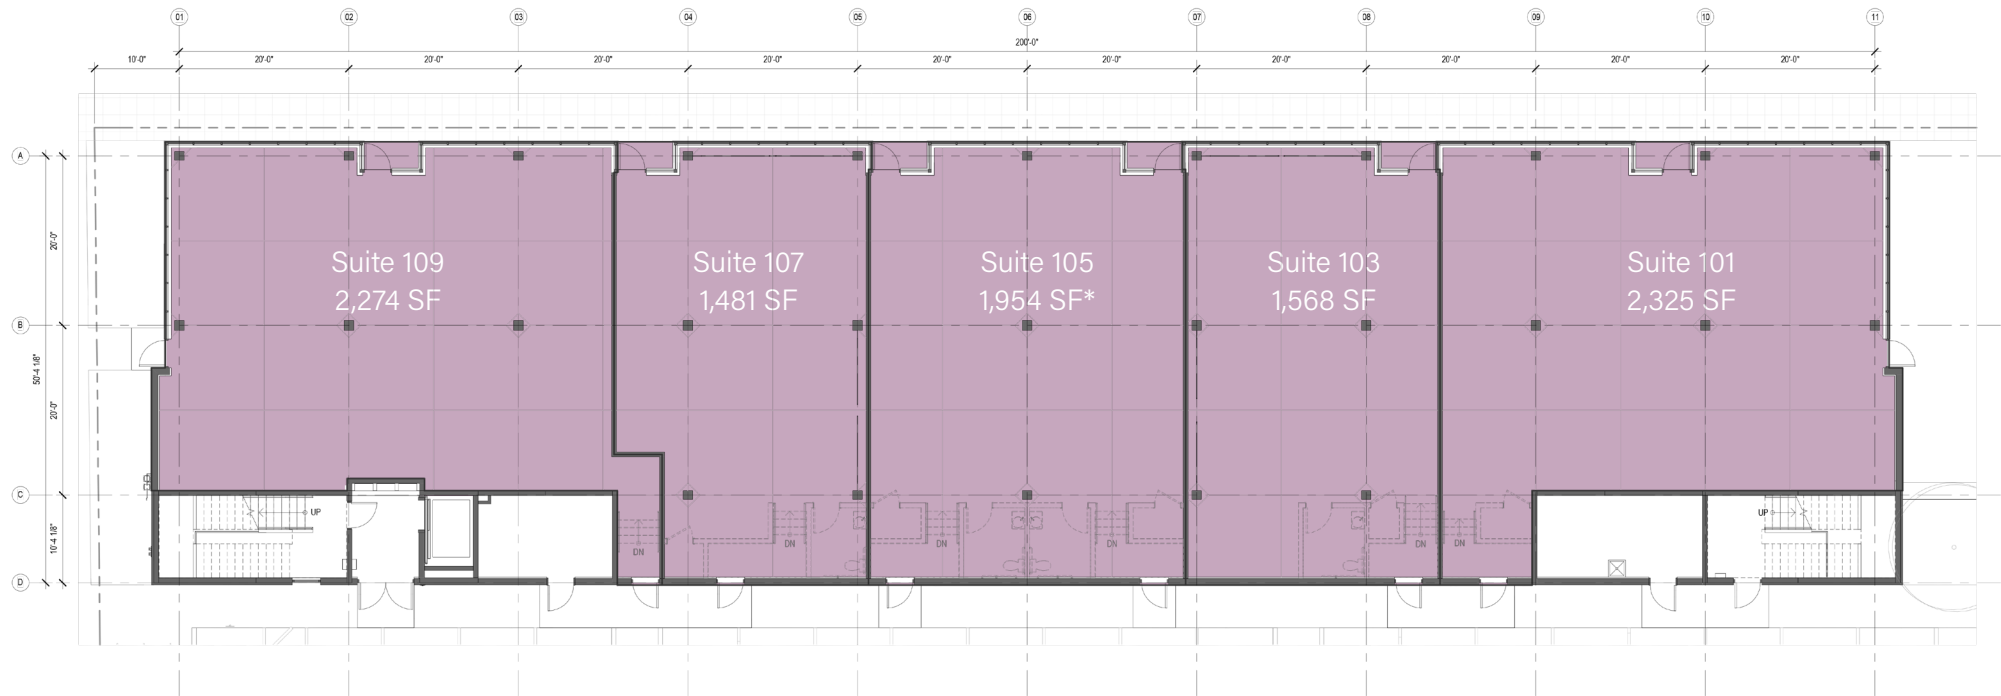 01 02 03 04 05 06 07 08 09 10 11
200'-0"
10'-0" 20'-0" 20'-0" 20'-0" 20'-0" 20'-0" 20'-0" 20'-0" 20'-0" 20'-0" 20'-0"
A
20'-0"
Suite 109 Suite 107 Suite 105 Suite 103 Suite 101
2,274 SF 1,481 SF 1,954 SF* 1,568 SF 2,325 SF
B
50'-4 1/8"
20'-0"
C
UP UP
10'-4 1/8"
DN DN DN DN DN DN
D